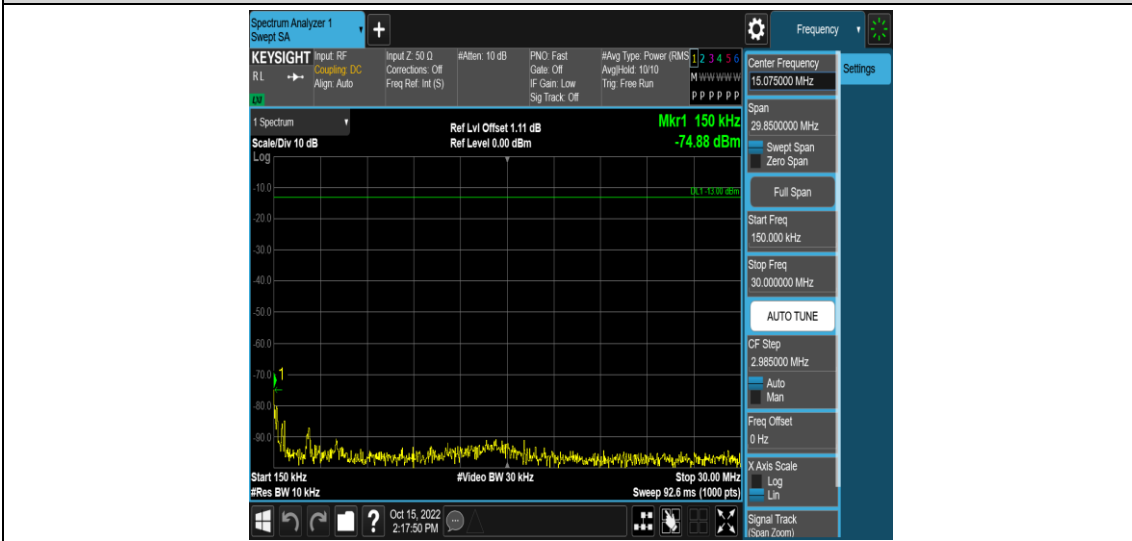 Spectrum Analyzer 1
Swept SA
+
Frequency
KEYSIGHT
RL
LXI
Input: RF
Coupling: DC
Align: Auto
Input Z: 50 Ω
Corrections: Off
Freq Ref: Int (S)
#Atten: 10 dB
PNO: Fast
Gate: Off
IF Gain: Low
Sig Track: Off
#Avg Type: Power (RMS
Avg|Hold: 10/10
Trig: Free Run
1 2 3 4 5 6
M W W W W W
P P P P P P
Center Frequency
15.075000 MHz
Settings
Span
29.8500000 MHz
Swept Span
Zero Span
Full Span
Start Freq
150.000 kHz
Stop Freq
30.000000 MHz
AUTO TUNE
CF Step
2.985000 MHz
Auto
Man
Freq Offset
0 Hz
X Axis Scale
Log
Lin
Signal Track
(Span Zoom)
1 Spectrum
Scale/Div 10 dB
Log
Ref Lvl Offset 1.11 dB
Ref Level 0.00 dBm
Mkr1 150 kHz
-74.88 dBm
DL1 -13.00 dBm
-10.0
-20.0
-30.0
-40.0
-50.0
-60.0
-70.0
-80.0
-90.0
1
Start 150 kHz
#Res BW 10 kHz
#Video BW 30 kHz
Stop 30.00 MHz
Sweep 92.6 ms (1000 pts)
?
Oct 15, 2022
2:17:50 PM